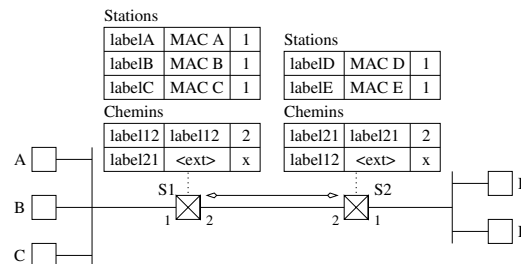 Stations
labelA MAC A 1
labelB MAC B 1
labelC MAC C 1
Chemins
label12 label12 2
label21 <ext> x
Stations
labelD MAC D 1
labelE MAC E 1
Chemins
label21 label21 2
label12 <ext> x
A
B
C
S1
1 2
S2
2 1